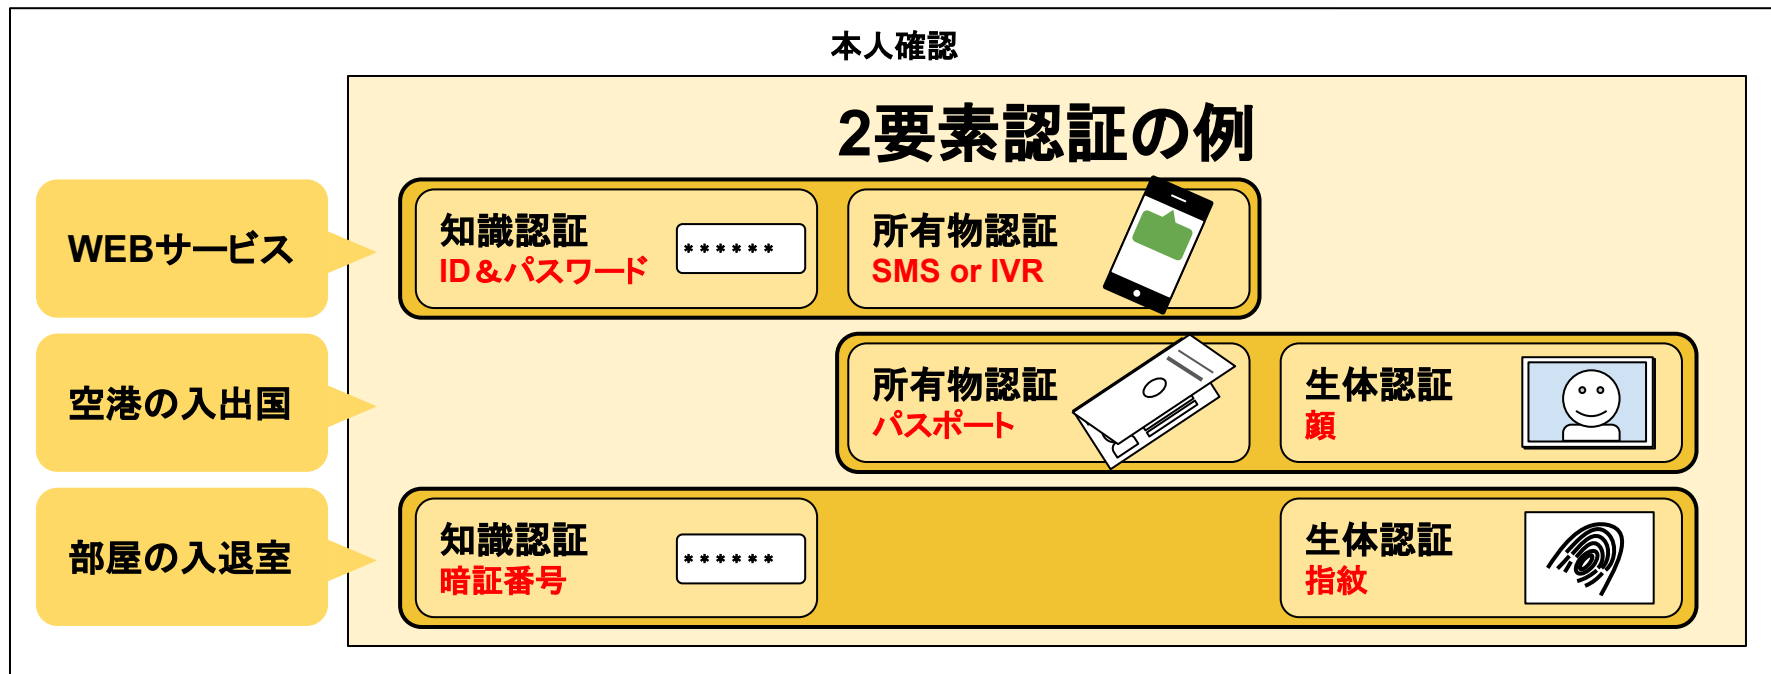 本人確認
2要素認証の例
WEBサービス
知識認証
ID＆パスワード
******
所有物認証
SMS or IVR
空港の入出国
所有物認証
パスポート
生体認証
顔
部屋の入退室
知識認証
暗証番号
******
生体認証
指紋